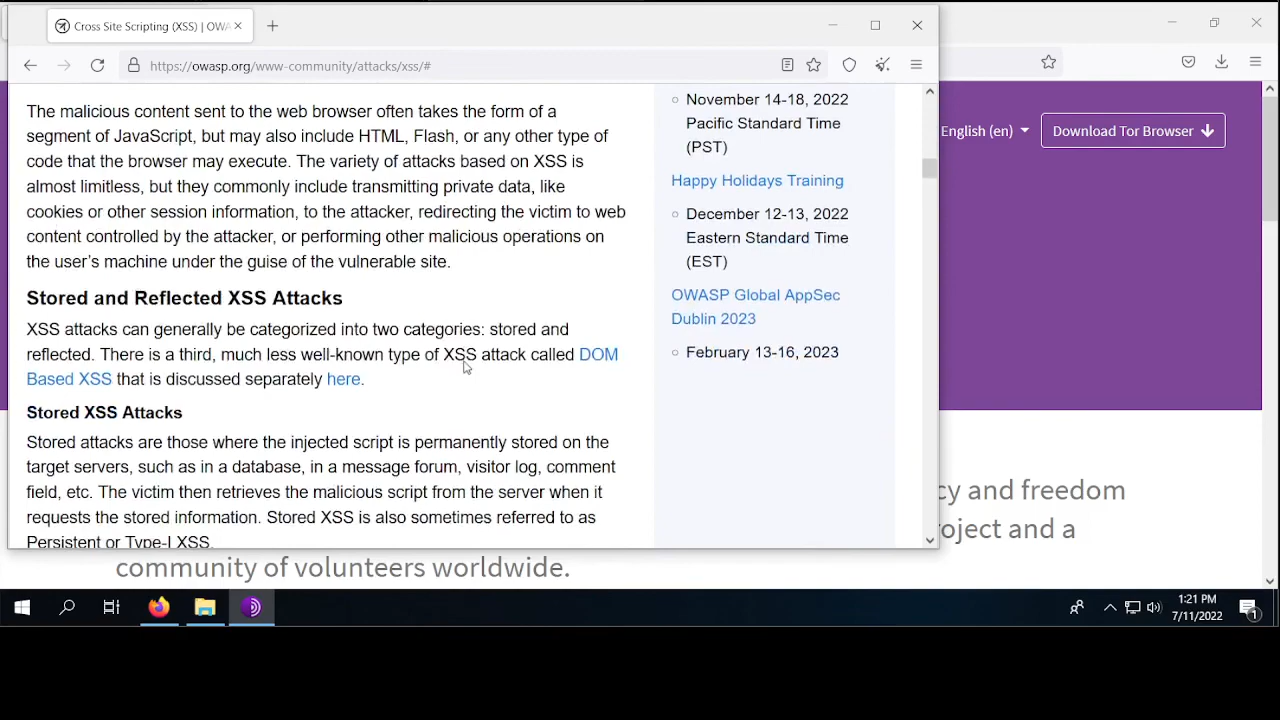 Cross Site Scripting (XSS) | OWA
https://owasp.org/www-community/attacks/xss/#
The malicious content sent to the web browser often takes the form of a
segment of JavaScript, but may also include HTML, Flash, or any other type of
code that the browser may execute. The variety of attacks based on XSS is
almost limitless, but they commonly include transmitting private data, like
cookies or other session information, to the attacker, redirecting the victim to web
content controlled by the attacker, or performing other malicious operations on
the user's machine under the guise of the vulnerable site.
Stored and Reflected XSS Attacks
XSS attacks can generally be categorized into two categories: stored and
reflected. There is a third, much less well-known type of XSS attack called DOM
Based XSS that is discussed separately here.
Stored XSS Attacks
Stored attacks are those where the injected script is permanently stored on the
target servers, such as in a database, in a message forum, visitor log, comment
field, etc. The victim then retrieves the malicious script from the server when it
requests the stored information. Stored XSS is also sometimes referred to as
Persistent or Type-I XSS.
November 14-18, 2022
Pacific Standard Time
(PST)
Happy Holidays Training
December 12-13, 2022
Eastern Standard Time
(EST)
OWASP Global AppSec
Dublin 2023
February 13-16, 2023
English (en)
Download Tor Browser
cy and freedom
oject and a
community of volunteers worldwide.
1:21 PM
7/11/2022
1